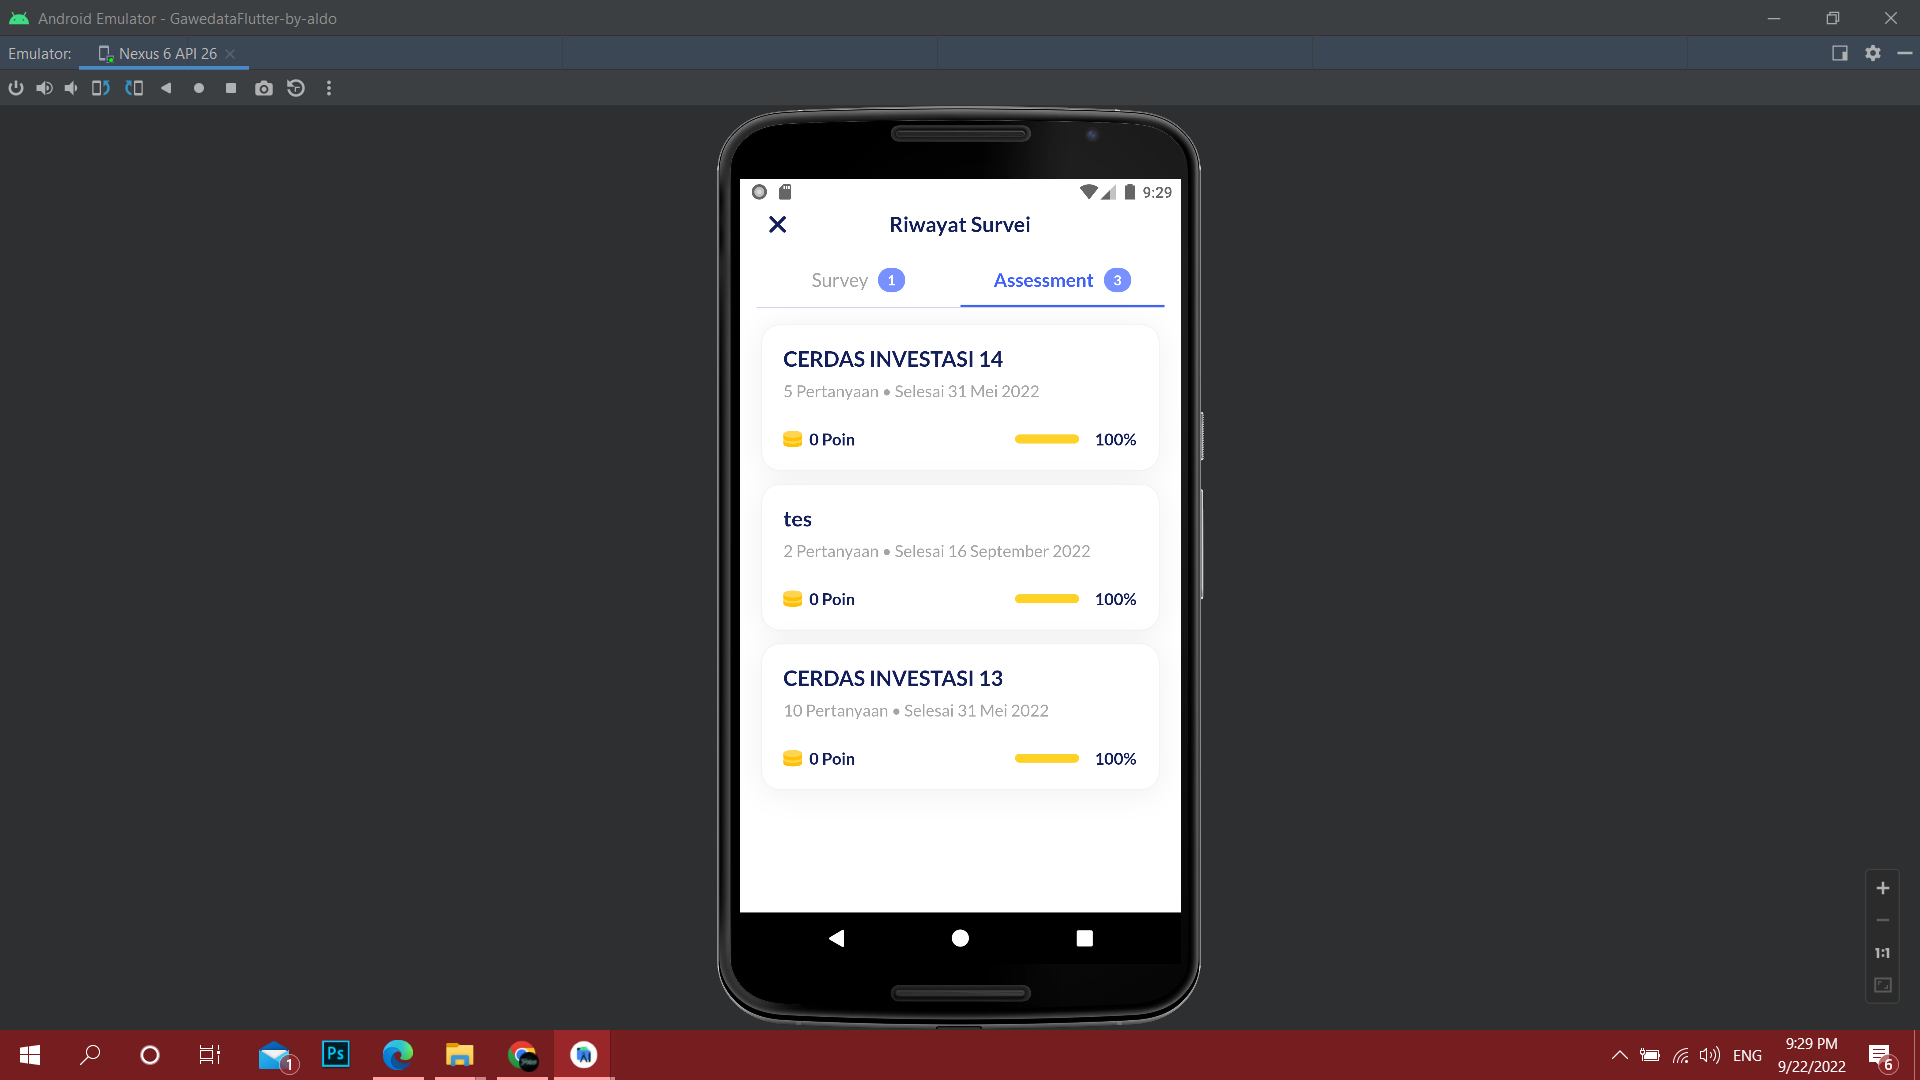 Android Emulator - GawedataFlutter-by-aldo
Emulator: Nexus 6 API 26
9:29
Riwayat Survei
Survey 1 Assessment 3
CERDAS INVESTASI 14
5 Pertanyaan • Selesai 31 Mei 2022
0 Poin 100%
tes
2 Pertanyaan • Selesai 16 September 2022
0 Poin 100%
CERDAS INVESTASI 13
10 Pertanyaan • Selesai 31 Mei 2022
0 Poin 100%
1:1
1
Ps
ENG
9:29 PM
9/22/2022
6